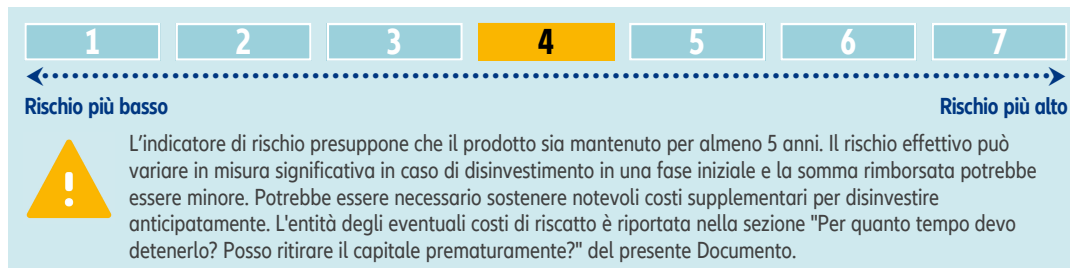 1 2 3 4 5 6 7
Rischio più basso Rischio più alto
L'indicatore di rischio presuppone che il prodotto sia mantenuto per almeno 5 anni. Il rischio effettivo può
variare in misura significativa in caso di disinvestimento in una fase iniziale e la somma rimborsata potrebbe
essere minore. Potrebbe essere necessario sostenere notevoli costi supplementari per disinvestire
anticipatamente. L'entità degli eventuali costi di riscatto è riportata nella sezione "Per quanto tempo devo
detenerlo? Posso ritirare il capitale prematuramente?" del presente Documento.